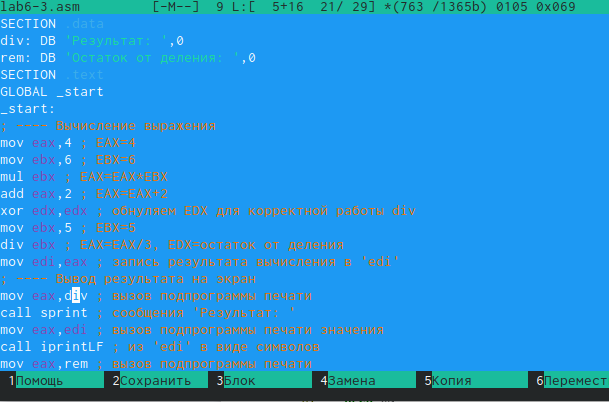 lab6-3.asm [-M--] 9 L:[ 5+16 21/ 29] *(763 /1365b) 0105 0x069
SECTION .data
div: DB 'Результат: ',0
rem: DB 'Остаток от деления: ',0
SECTION .text
GLOBAL _start
_start:
; ---- Вычисление выражения
mov eax,4 ; EAX=4
mov ebx,6 ; EBX=6
mul ebx ; EAX=EAX*EBX
add eax,2 ; EAX=EAX+2
xor edx,edx ; обнуляем EDX для корректной работы div
mov ebx,5 ; EBX=5
div ebx ; EAX=EAX/3, EDX=остаток от деления
mov edi,eax ; запись результата вычисления в 'edi'
; ---- Вывод результата на экран
mov eax,div ; вызов подпрограммы печати
call sprint ; сообщения 'Результат: '
mov eax,edi ; вызов подпрограммы печати значения
call iprintLF ; из 'edi' в виде символов
mov eax,rem ; вызов подпрограммы печати
1Помощь 2Сохранить 3Блок 4Замена 5Копия 6Перемест